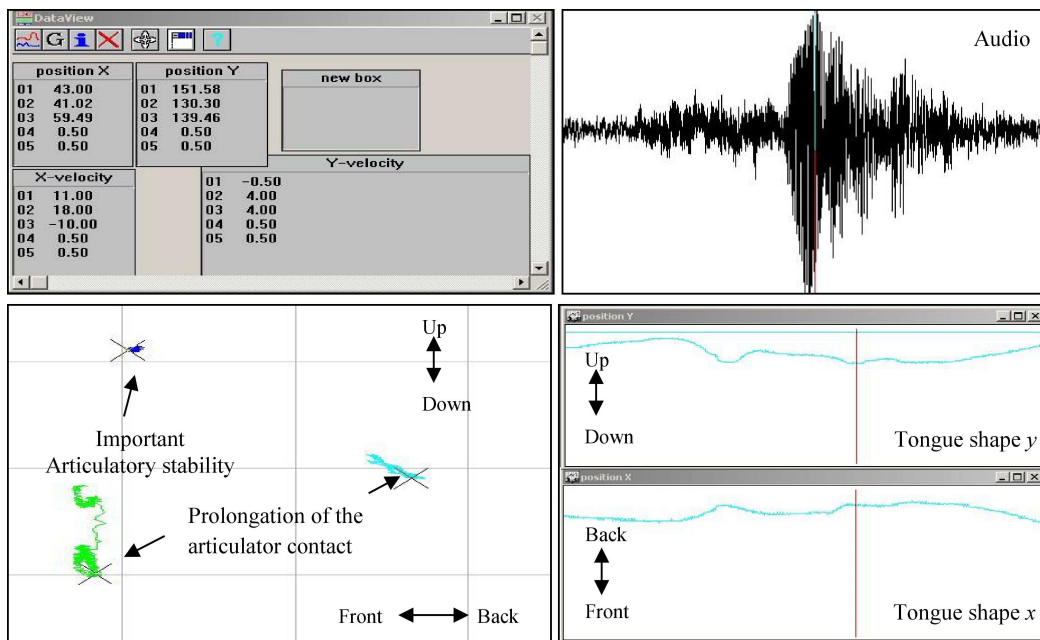 DataView
G i ?
position X
01 43.00
02 41.02
03 59.49
04 0.50
05 0.50
position Y
01 151.58
02 130.30
03 139.46
04 0.50
05 0.50
new box
X-velocity
01 11.00
02 18.00
03 -10.00
04 0.50
05 0.50
Y-velocity
01 -0.50
02 4.00
03 4.00
04 0.50
05 0.50
Audio
Up
Down
Important
Articulatory stability
Prolongation of the
articulator contact
Front Back
position Y
Up
Down
Tongue shape y
position X
Back
Front
Tongue shape x